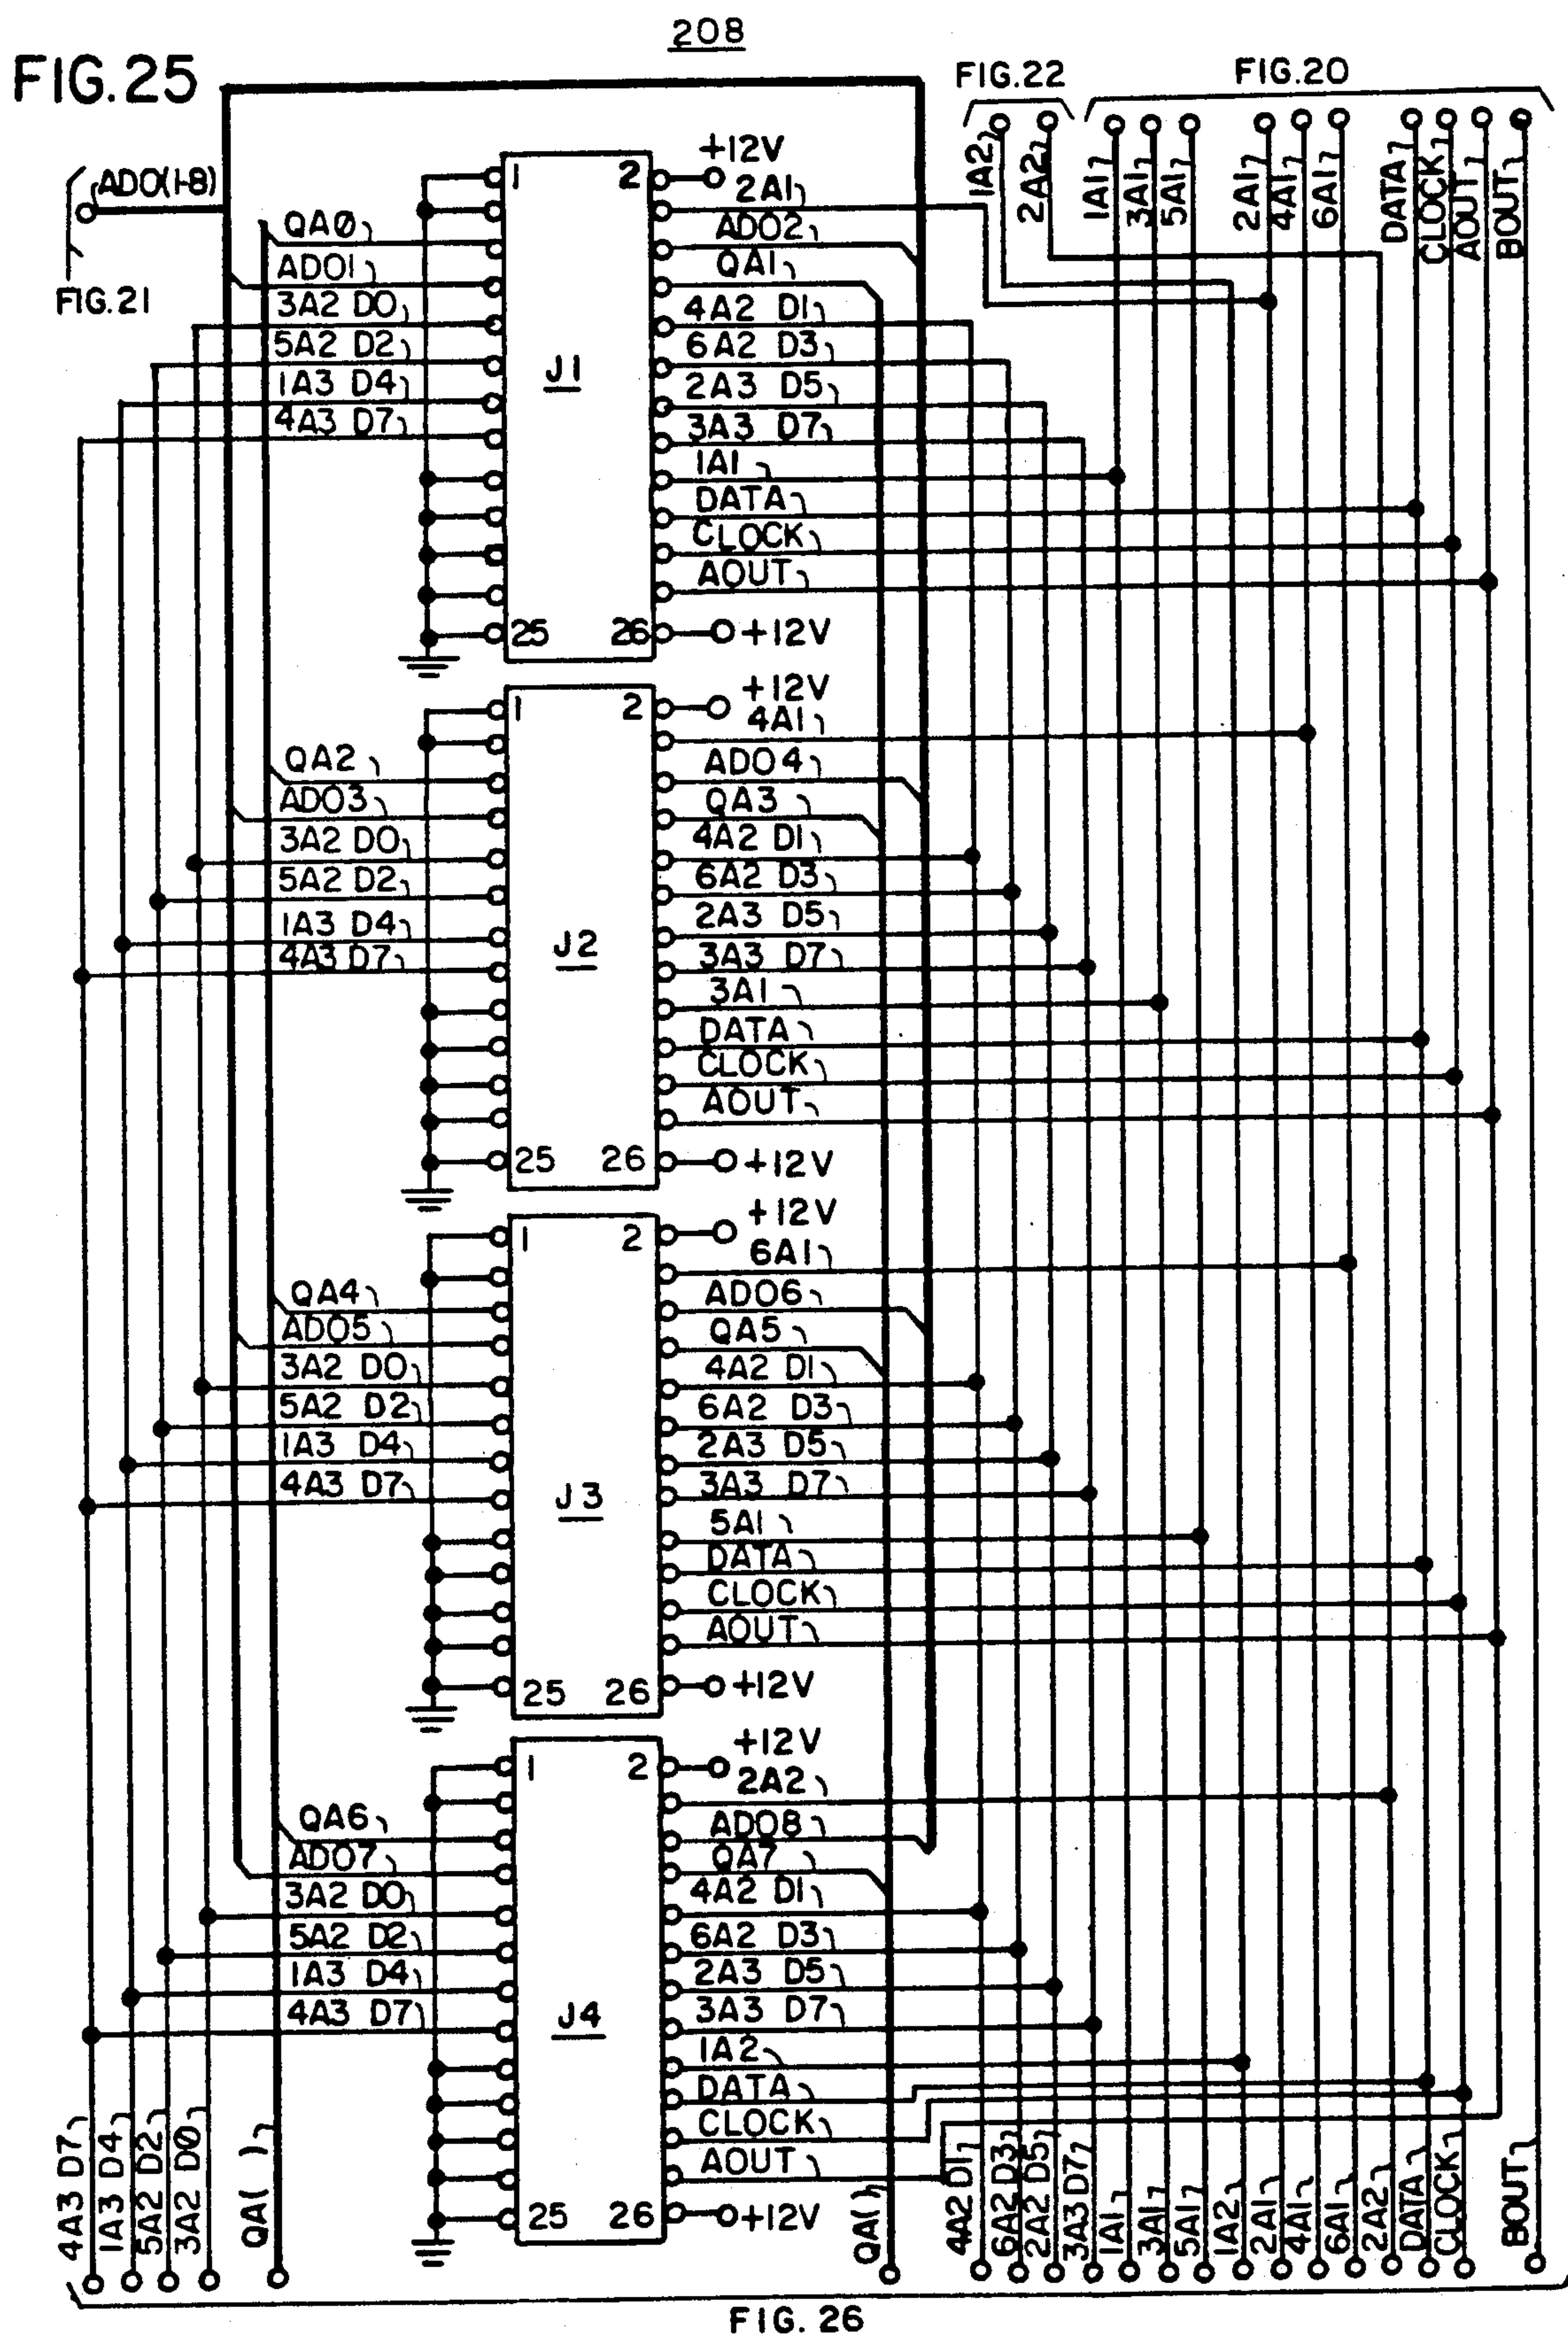 208
FIG.25
FIG.22
FIG.20
ADO(1-8)
FIG.21
1A2
2A2
1A1
3A1
5A1
2A1
4A1
6A1
DATA
CLOCK
AOUT
BOUT
1
2
+12V
2A1
QAØ
ADO2
ADO1
QA1
3A2 DO
4A2 D1
5A2 D2
6A2 D3
1A3 D4
2A3 D5
4A3 D7
3A3 D7
J1
1A1
DATA
CLOCK
AOUT
25
26
+12V
1
2
+12V
4A1
QA2
ADO4
ADO3
QA3
3A2 DO
4A2 D1
5A2 D2
6A2 D3
1A3 D4
2A3 D5
4A3 D7
3A3 D7
J2
3A1
DATA
CLOCK
AOUT
25
26
+12V
1
2
+12V
6A1
QA4
ADO6
ADO5
QA5
3A2 DO
4A2 D1
5A2 D2
6A2 D3
1A3 D4
2A3 D5
4A3 D7
3A3 D7
J3
5A1
DATA
CLOCK
AOUT
25
26
+12V
1
2
+12V
2A2
QA6
ADO8
ADO7
QA7
3A2 DO
4A2 D1
5A2 D2
6A2 D3
1A3 D4
2A3 D5
4A3 D7
3A3 D7
J4
1A2
DATA
CLOCK
AOUT
25
26
+12V
4A3 D7
1A3 D4
5A2 D2
3A2 DØ
QA( )
QA( )
4A2 D1
6A2 D3
2A2 D5
3A3 D7
1A1
3A1
5A1
1A2
2A1
4A1
6A1
2A2
DATA
CLOCK
BOUT
FIG. 26